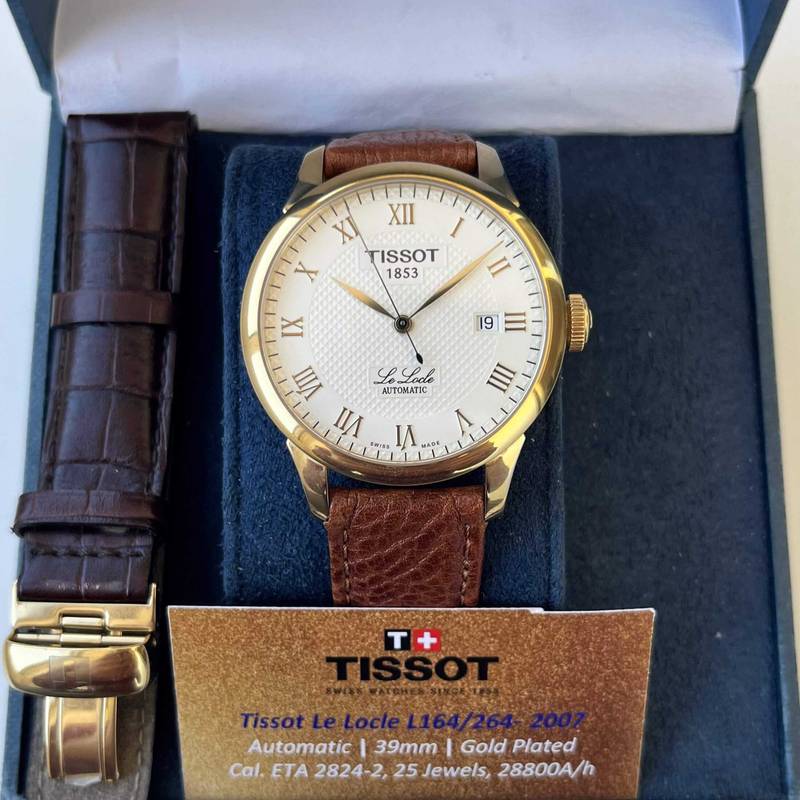 XII
I
II
III
IIII
V
VI
VII
VIII
IX
X
XI
TISSOT
1853
19
Le Locle
AUTOMATIC
SWISS MADE
T+
TISSOT
SWISS WATCHES SINCE 1853
Tissot Le Locle L164/264- 2007
Automatic | 39mm | Gold Plated
Cal. ETA 2824-2, 25 Jewels, 28800A/h